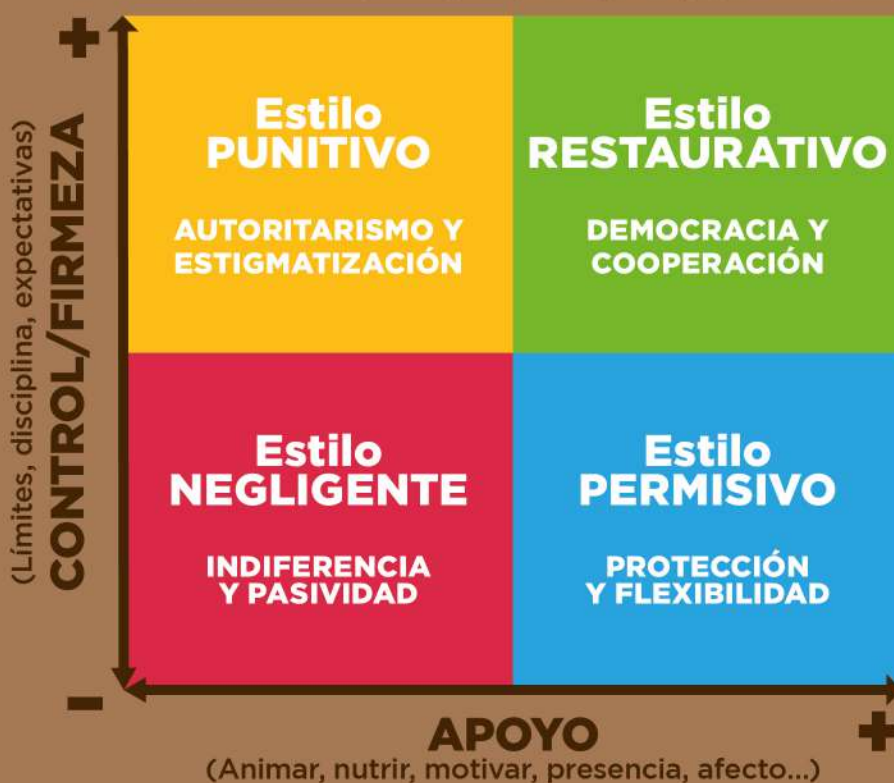 +
(Límites, disciplina, expectativas)
CONTROL/FIRMEZA
Estilo
PUNITIVO
AUTORITARISMO Y
ESTIGMATIZACIÓN
Estilo
RESTAURATIVO
DEMOCRACIA Y
COOPERACIÓN
Estilo
NEGLIGENTE
INDIFERENCIA
Y PASIVIDAD
Estilo
PERMISIVO
PROTECCIÓN
Y FLEXIBILIDAD
-
APOYO
+
(Animar, nutrir, motivar, presencia, afecto...)